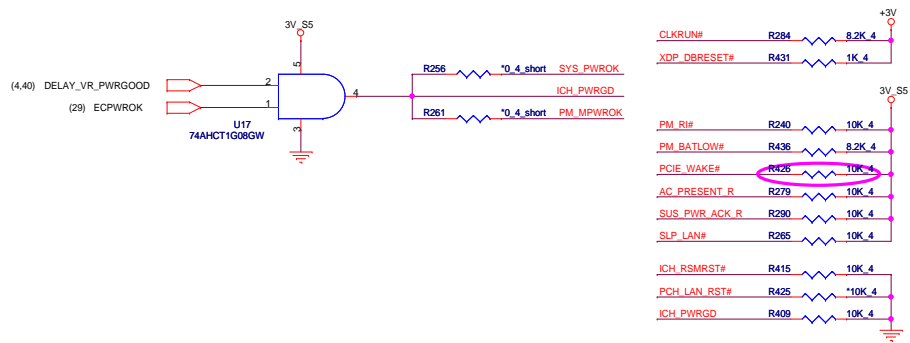 3V_S5
5
(4,40) DELAY_VR_PWRGOOD 2
(29) ECPWROK 1
4
3
U17
74AHCT1G08GW
R256 *0_4_short SYS_PWROK
ICH_PWRGD
R261 *0_4_short PM_MPWROK
+3V
CLKRUN# R284 8.2K_4
XDP_DBRESET# R431 1K_4
3V_S5
PM_RI# R240 10K_4
PM_BATLOW# R436 8.2K_4
PCIE_WAKE# R426 10K_4
AC_PRESENT_R R279 10K_4
SUS_PWR_ACK_R R290 10K_4
SLP_LAN# R265 10K_4
ICH_RSMRST# R415 10K_4
PCH_LAN_RST# R425 *10K_4
ICH_PWRGD R409 10K_4